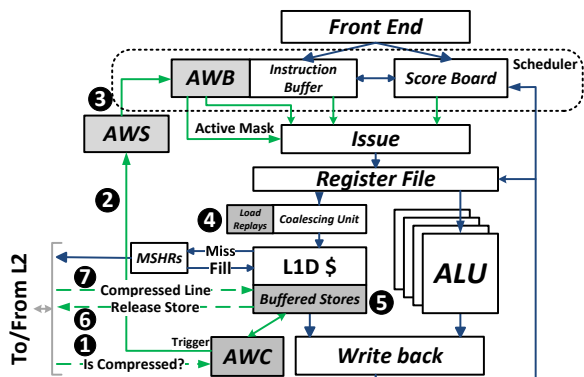 Front End
Scheduler
AWB
Instruction
Buffer
Score Board
3
AWS
Active Mask
Issue
2
Register File
4
Load
Replays
Coalescing Unit
MSHRs
Miss
Fill
L1D $
ALU
7
Compressed Line
Buffered Stores
5
Release Store
6
To/From L2
1
Trigger
Is Compressed?
AWC
Write back